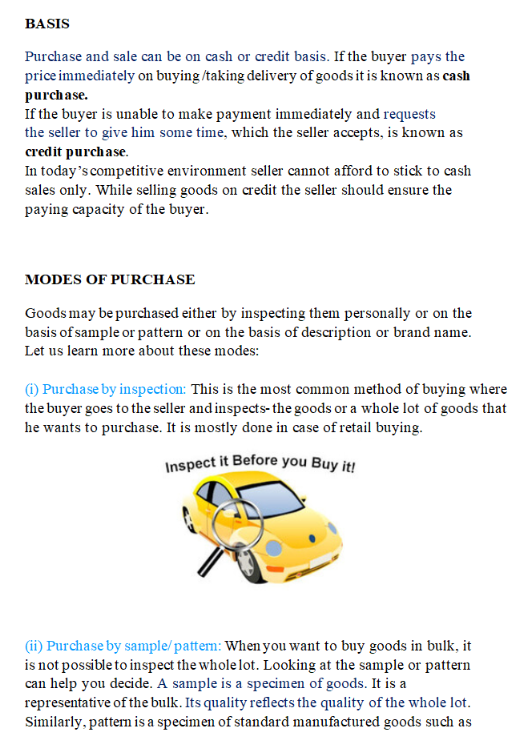 BASIS
Purchase and sale can be on cash or credit basis. If the buyer pays the
price immediately on buying /taking delivery of goods it is known as cash
purchase.
If the buyer is unable to make payment immediately and requests
the seller to give him some time, which the seller accepts, is known as
credit purchase.
In today's competitive environment seller cannot afford to stick to cash
sales only. While selling goods on credit the seller should ensure the
paying capacity of the buyer.
MODES OF PURCHASE
Goods may be purchased either by inspecting them personally or on the
basis of sample or pattern or on the basis of description or brand name.
Let us learn more about these modes:
(i) Purchase by inspection: This is the most common method of buying where
the buyer goes to the seller and inspects- the goods or a whole lot of goods that
he wants to purchase. It is mostly done in case of retail buying.
Inspect it Before you Buy it!
(ii) Purchase by sample/ pattern: When you want to buy goods in bulk, it
is not possible to inspect the whole lot. Looking at the sample or pattern
can help you decide. A sample is a specimen of goods. It is a
representative of the bulk. Its quality reflects the quality of the whole lot.
Similarly, pattern is a specimen of standard manufactured goods such as